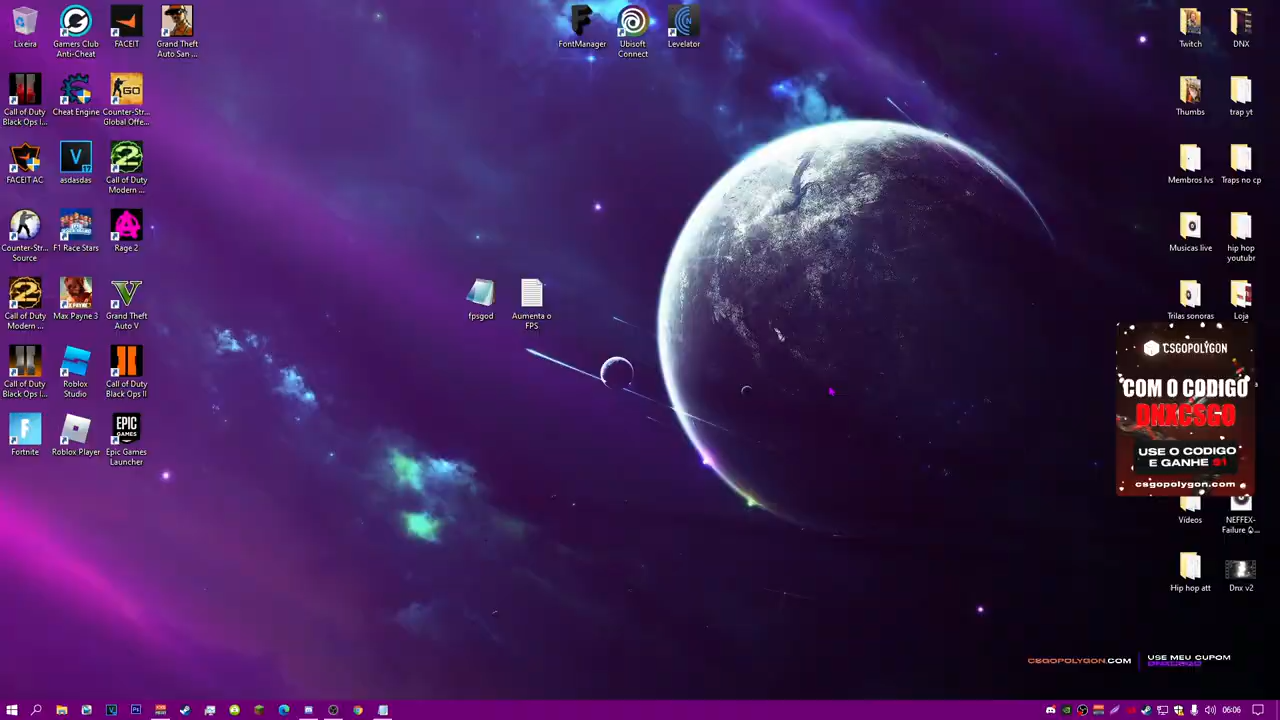 Lixeira
Gamers Club
Anti-Cheat
FACEIT
Grand Theft
Auto San ...
FontManager
Ubisoft
Connect
Levelator
Twitch
DNX
Call of Duty
Black Ops I...
Cheat Engine
Counter-Str...
Global Offe...
Thumbs
trap yt
FACEIT AC
asdasdas
Call of Duty
Modern ...
Membros lvs
Traps no cp
Counter-Str...
Source
F1 Race Stars
Rage 2
Musicas live
hip hop
youtubr
Call of Duty
Modern ...
Max Payne 3
Grand Theft
Auto V
fpsgod
Aumenta o
FPS
Trilas sonoras
Loja
CSGOPOLYGON
COM O CODIGO
DNXCSGO
USE O CODIGO
E GANHE $1
csgopolygon.com
Call of Duty
Black Ops I...
Roblox
Studio
Call of Duty
Black Ops II
Fortnite
Roblox Player
Epic Games
Launcher
Vídeos
NEFFEX-
Failure
Hip hop att
Dnx v2
CSGOPOLYGON.COM
USE MEU CUPOM
06:06